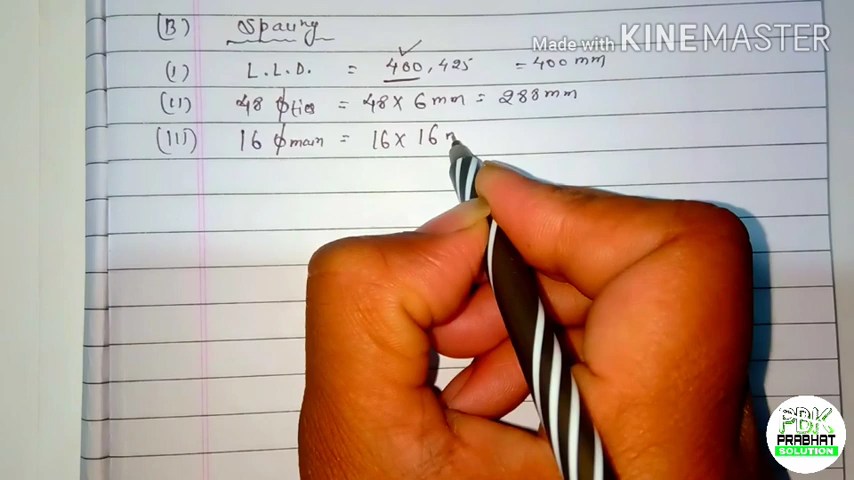 Made with KINEMASTER
(B) Spacing
(I) L.L.D. = 400, 425 = 400 mm
(II) 48 ϕties = 48 × 6 mm = 288 mm
(III) 16 ϕmain = 16 × 16 m
PBK
PRABHAT
SOLUTION